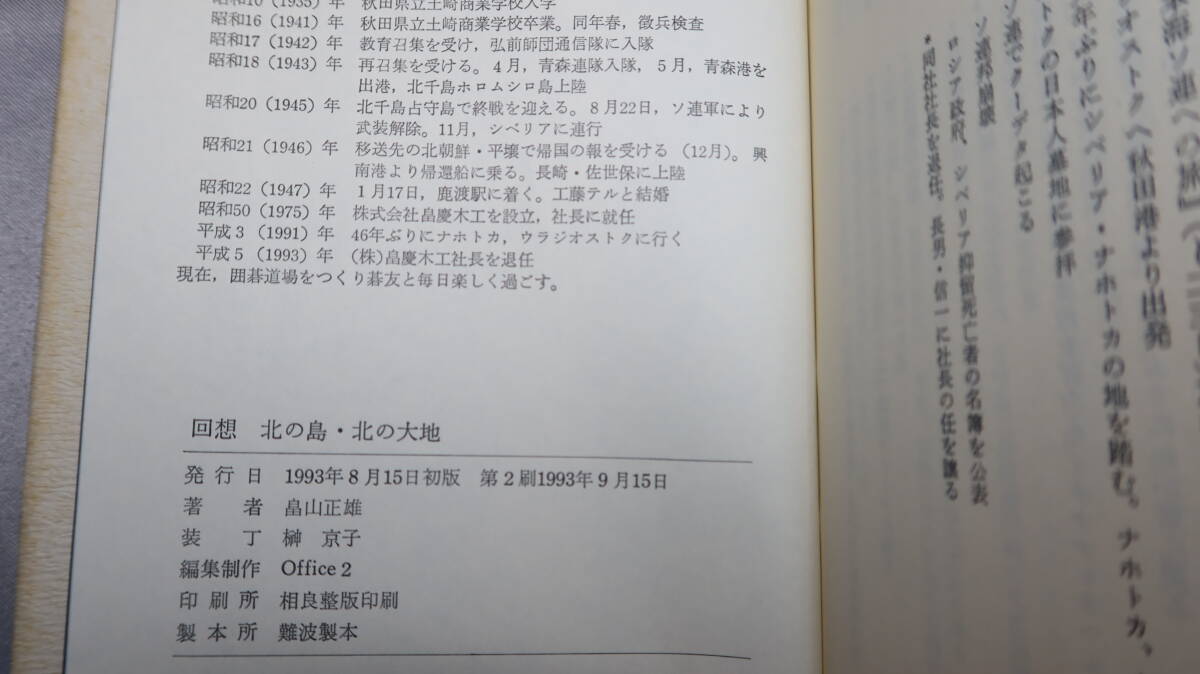 昭和10(1935)年 秋田県立土崎商業学校入学
昭和16(1941)年 秋田県立土崎商業学校卒業。同年春,徴兵検査
昭和17(1942)年 教育召集を受け,弘前師団通信隊に入隊
昭和18(1943)年 再召集を受ける。4月,青森連隊入隊,5月,青森港を
出港,北千島ホロムシロ島上陸
昭和20(1945)年 北千島占守島で終戦を迎える。8月22日,ソ連軍により
武装解除。11月,シベリアに連行
昭和21(1946)年 移送先の北朝鮮・平壌で帰国の報を受ける(12月)。興
南港より帰還船に乗る。長崎・佐世保に上陸
昭和22(1947)年 1月17日,鹿渡駅に着く。工藤テルと結婚
昭和50(1975)年 株式会社畠慶木工を設立,社長に就任
平成3(1991)年 46年ぶりにナホトカ,ウラジオストクに行く
平成5(1993)年 (株)畠慶木工社長を退任
現在,囲碁道場をつくり碁友と毎日楽しく過ごす。
回想 北の島・北の大地
発行日 1993年8月15日初版 第2刷1993年9月15日
著者 畠山正雄
装丁 榊 京子
編集制作 Office2
印刷所 相良整版印刷
製本所 難波製本
海ソ連への旅』
ジオストクへ秋田港より出発
年ぶりにシベリア・ナホトカの地を踏む。ナホトカ、
トクの日本人墓地に参拝
ソ連でクーデタ起こる
ソ連邦崩壊
ロシア政府、シベリア抑留死亡者の名簿を公表
*同社社長を退任。長男・信一に社長の任を譲る